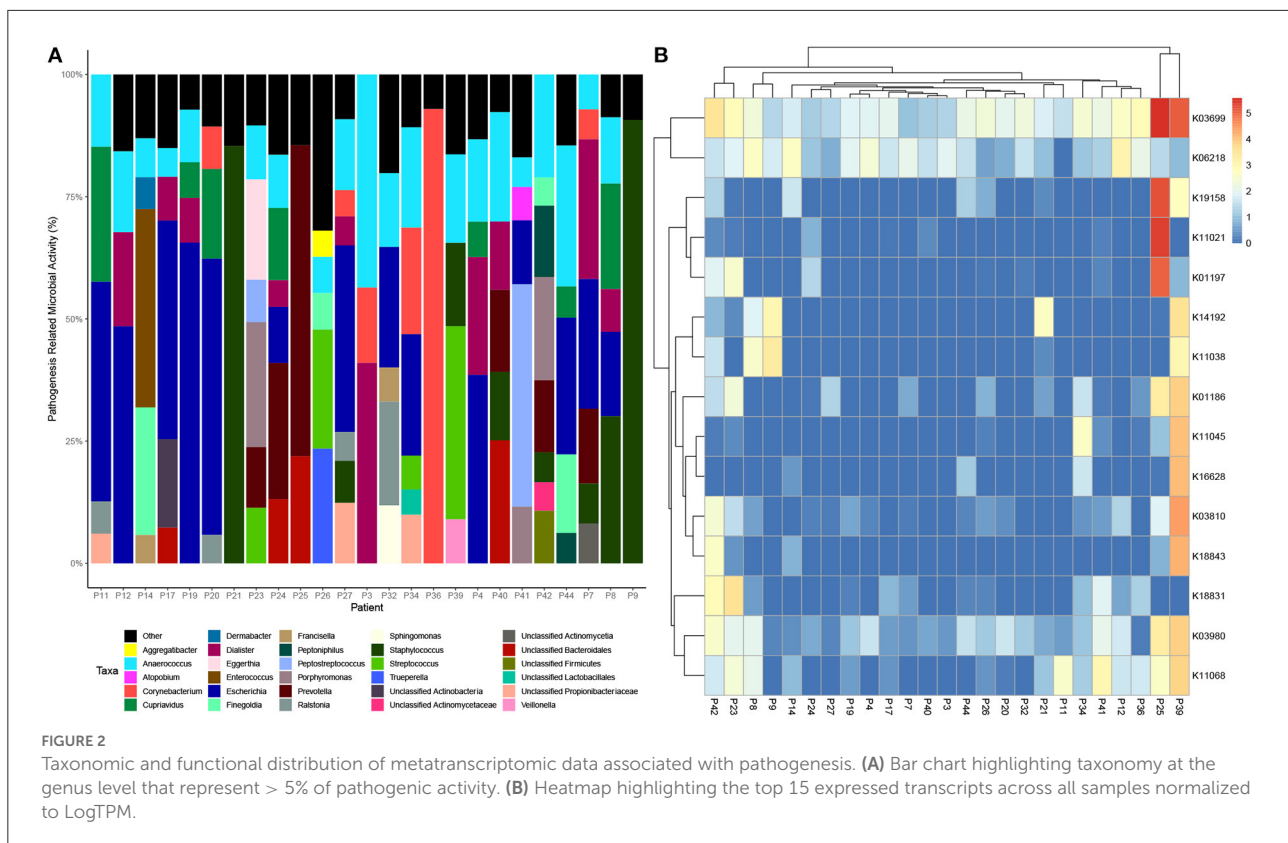 A
B
100%
75%
50%
25%
0%
Pathogenesis Related Microbial Activity (%)
P11 P12 P14 P17 P19 P20 P21 P23 P24 P25 P26 P27 P3 P32 P34 P36 P39 P4 P40 P41 P42 P44 P7 P8 P9
Patient
Taxa
Other
Aggregatibacter
Anaerococcus
Atopobium
Corynebacterium
Cupriavidus
Dermabacter
Dialister
Eggerthia
Enterococcus
Escherichia
Finegoldia
Francisella
Peptoniphilus
Peptostreptococcus
Porphyromonas
Prevotella
Ralstonia
Sphingomonas
Staphylococcus
Streptococcus
Trueperella
Unclassified Actinobacteria
Unclassified Actinomycetaceae
Unclassified Actinomycetia
Unclassified Bacteroidales
Unclassified Firmicutes
Unclassified Lactobacillales
Unclassified Propionibacteriaceae
Veillonella
K03699
K06218
K19158
K11021
K01197
K14192
K11038
K01186
K11045
K16628
K03810
K18843
K18831
K03980
K11068
P42 P23 P8 P9 P14 P24 P27 P19 P4 P17 P7 P40 P3 P44 P26 P20 P32 P21 P11 P34 P41 P12 P36 P25 P39
5
4
3
2
1
0
FIGURE 2
Taxonomic and functional distribution of metatranscriptomic data associated with pathogenesis. (A) Bar chart highlighting taxonomy at the
genus level that represent > 5% of pathogenic activity. (B) Heatmap highlighting the top 15 expressed transcripts across all samples normalized
to LogTPM.